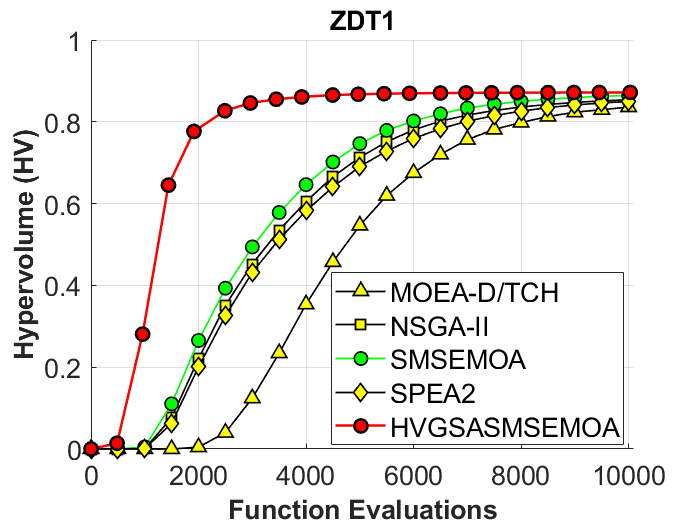 ZDT1
Hypervolume (HV)
1
0.8
0.6
0.4
0.2
0
0 2000 4000 6000 8000 10000
Function Evaluations
MOEA-D/TCH
NSGA-II
SMSEMOA
SPEA2
HVGSASMSEMOA